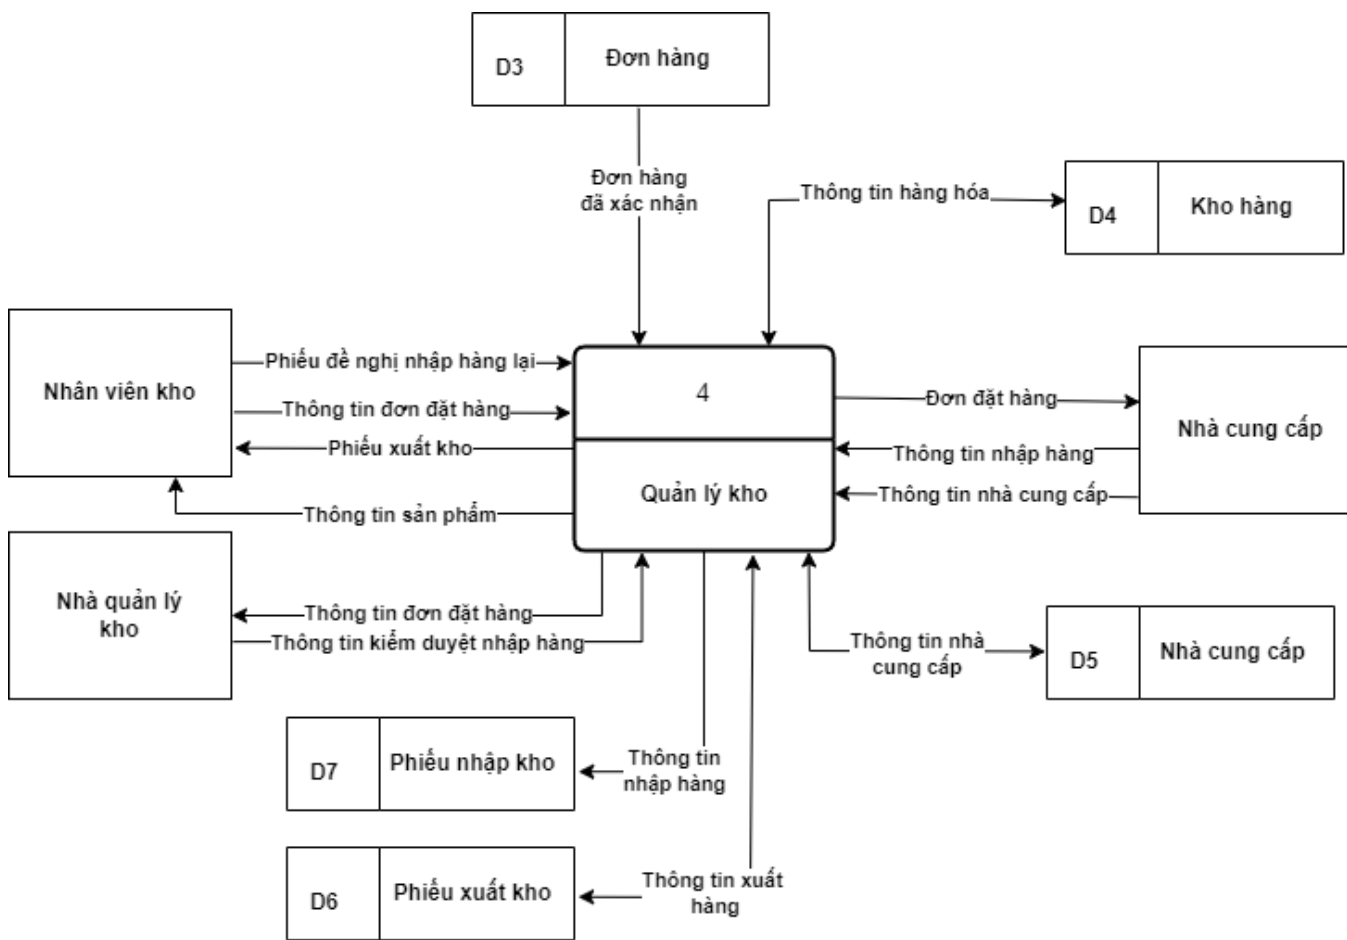 D3
Đơn hàng
Đơn hàng
đã xác nhận
Thông tin hàng hóa
D4
Kho hàng
Nhân viên kho
Phiếu đề nghị nhập hàng lại
Thông tin đơn đặt hàng
Phiếu xuất kho
Thông tin sản phẩm
4
Quản lý kho
Đơn đặt hàng
Thông tin nhập hàng
Thông tin nhà cung cấp
Nhà cung cấp
Nhà quản lý
kho
Thông tin đơn đặt hàng
Thông tin kiểm duyệt nhập hàng
Thông tin nhà
cung cấp
D5
Nhà cung cấp
D7
Phiếu nhập kho
Thông tin
nhập hàng
D6
Phiếu xuất kho
Thông tin xuất
hàng